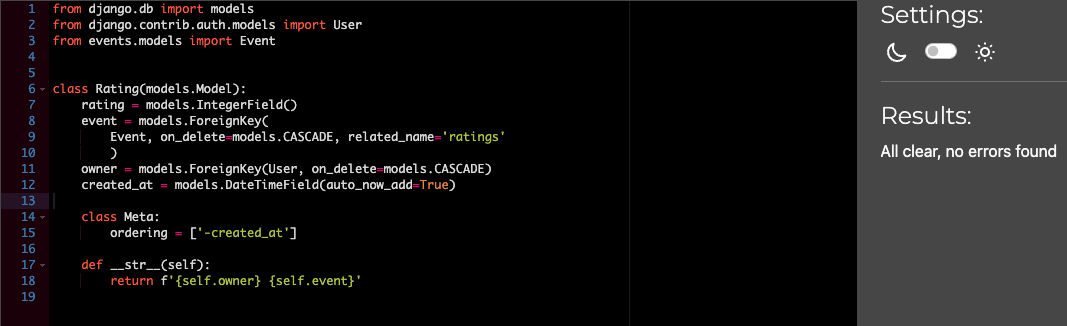 Settings:
Results:
All clear, no errors found
1 from django.db import models
2 from django.contrib.auth.models import User
3 from events.models import Event
4
5
6 class Rating(models.Model):
7     rating = models.IntegerField()
8     event = models.ForeignKey(
9         Event, on_delete=models.CASCADE, related_name='ratings'
10         )
11     owner = models.ForeignKey(User, on_delete=models.CASCADE)
12     created_at = models.DateTimeField(auto_now_add=True)
13
14     class Meta:
15         ordering = ['-created_at']
16
17     def __str__(self):
18         return f'{self.owner} {self.event}'
19